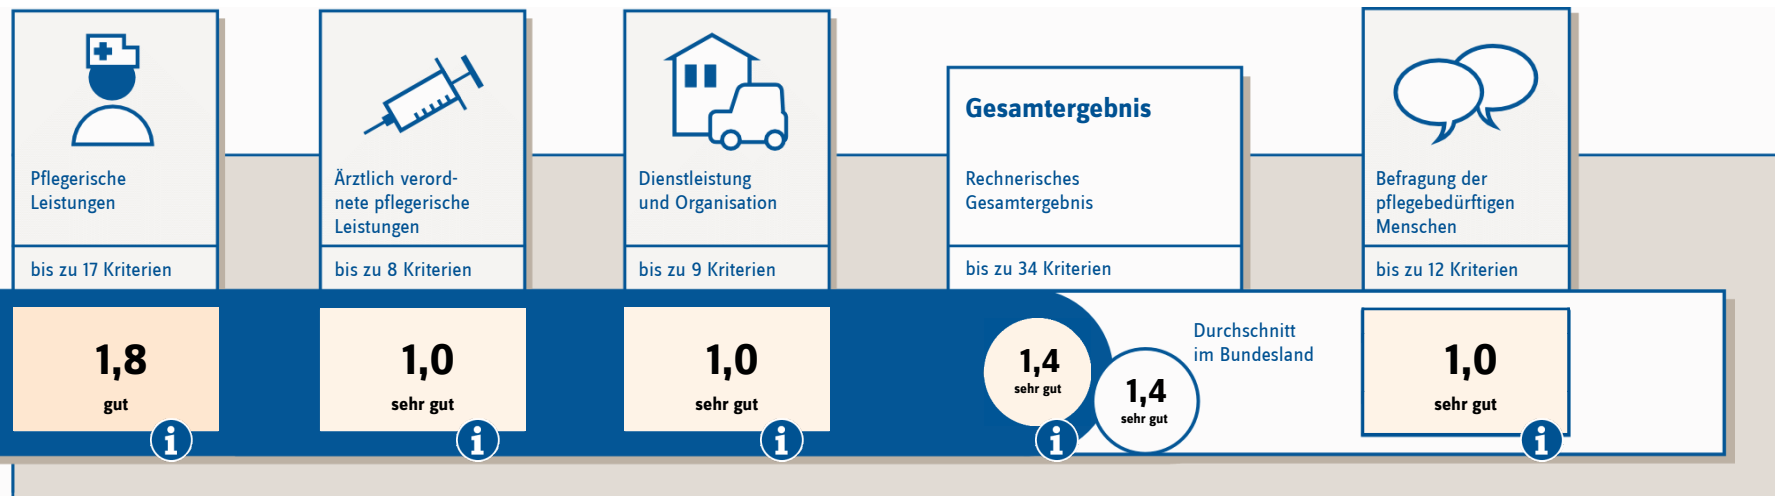 Pflegerische
Leistungen
bis zu 17 Kriterien
1,8
gut
i
Ärztlich verord-
nete pflegerische
Leistungen
bis zu 8 Kriterien
1,0
sehr gut
i
Dienstleistung
und Organisation
bis zu 9 Kriterien
1,0
sehr gut
i
Gesamtergebnis
Rechnerisches
Gesamtergebnis
bis zu 34 Kriterien
1,4
sehr gut
i
1,4
sehr gut
Durchschnitt
im Bundesland
Befragung der
pflegebedürftigen
Menschen
bis zu 12 Kriterien
1,0
sehr gut
i